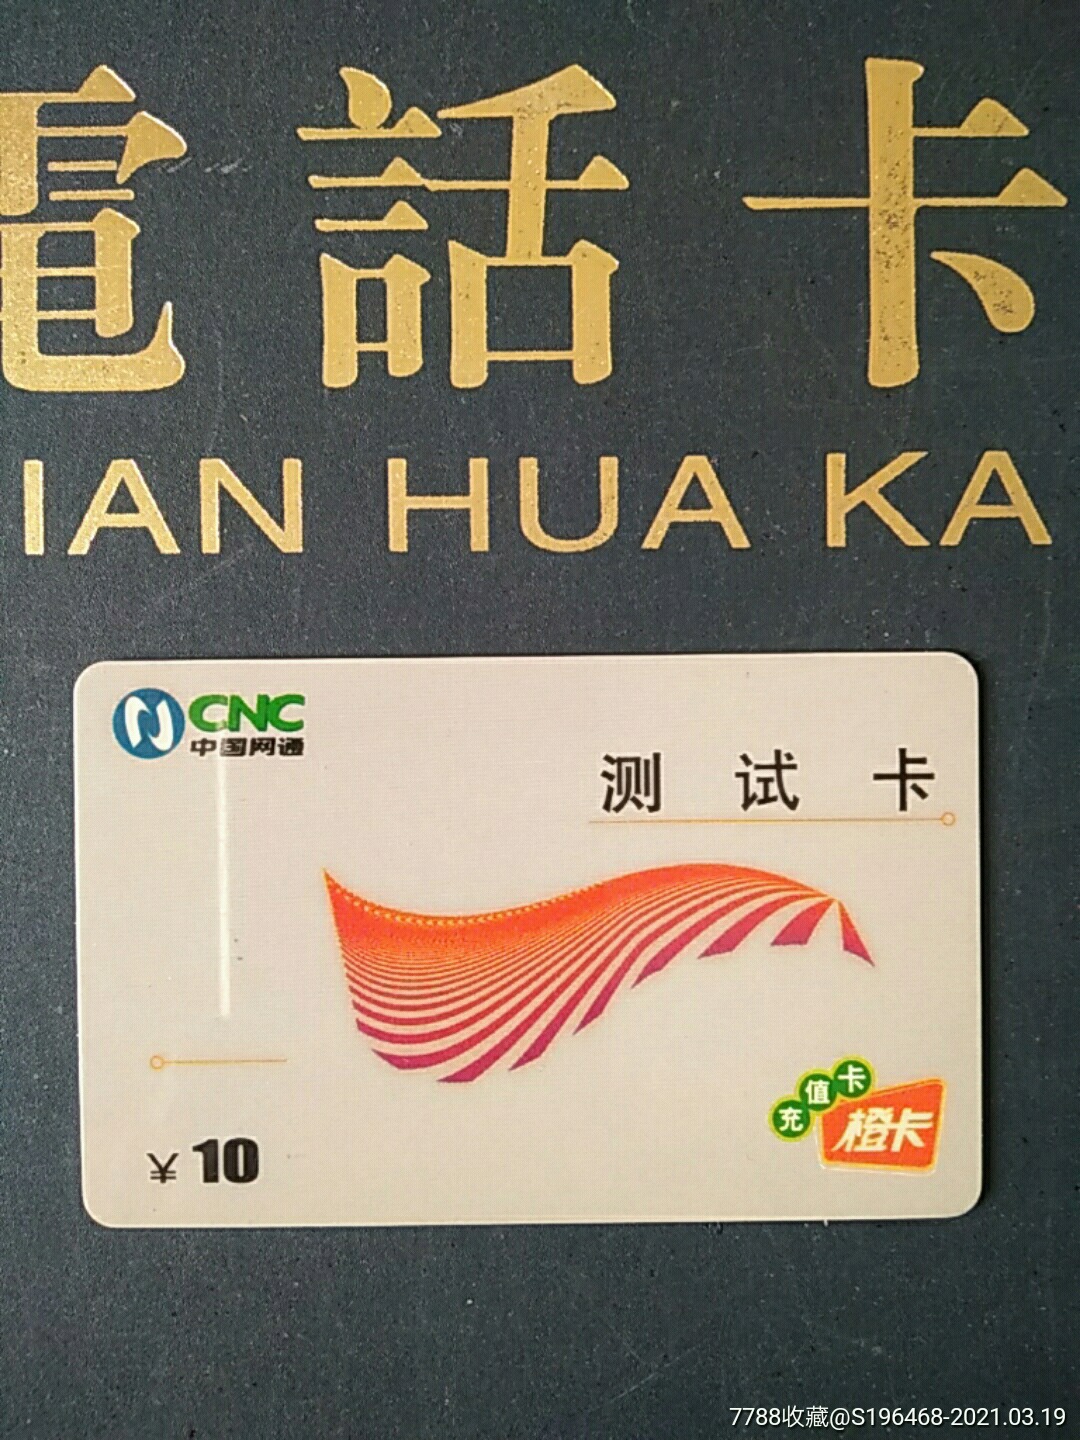 電話卡
IAN HUA KA
CNC
中国网通
测试卡
充值卡
橙卡
¥10
7788收藏@S196468-2021.03.19